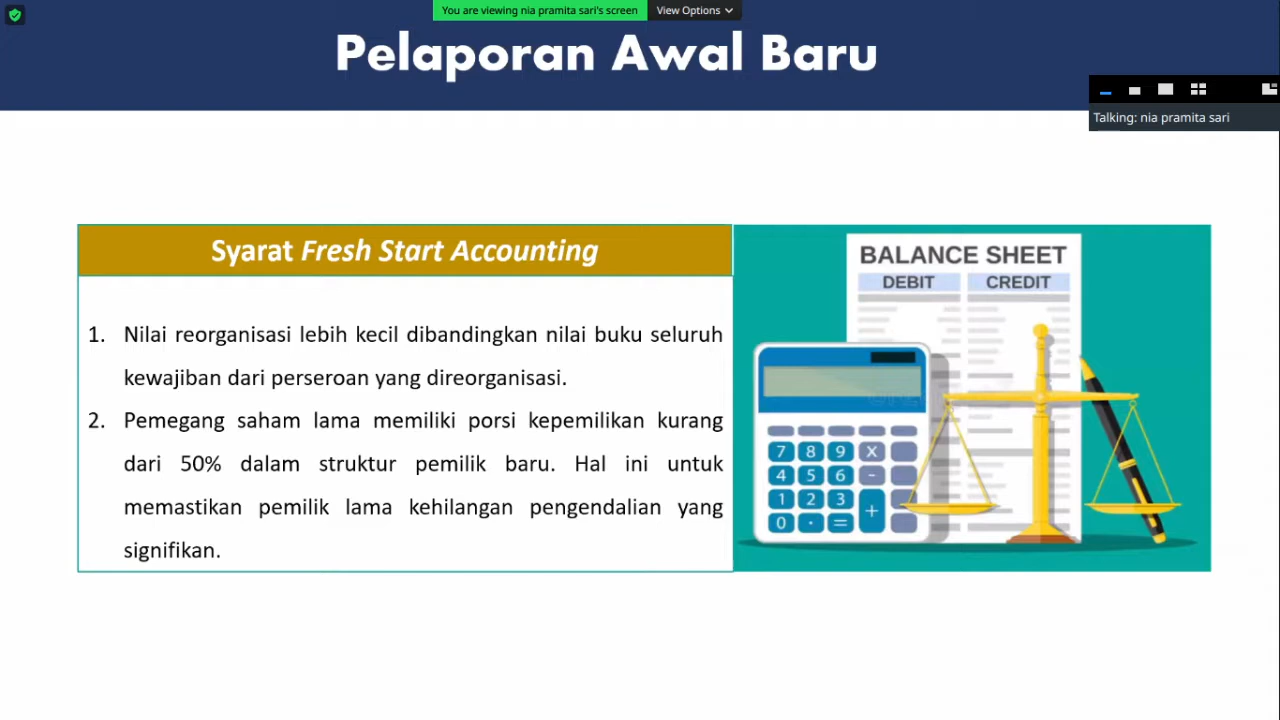 You are viewing nia pramita sari's screen
View Options
Pelaporan Awal Baru
Talking: nia pramita sari
Syarat Fresh Start Accounting
1. Nilai reorganisasi lebih kecil dibandingkan nilai buku seluruh
kewajiban dari perseroan yang direorganisasi.
2. Pemegang saham lama memiliki porsi kepemilikan kurang
dari 50% dalam struktur pemilik baru. Hal ini untuk
memastikan pemilik lama kehilangan pengendalian yang
signifikan.
BALANCE SHEET
DEBIT CREDIT
7 8 9 X
4 5 6 -
1 2 3 +
0 . =